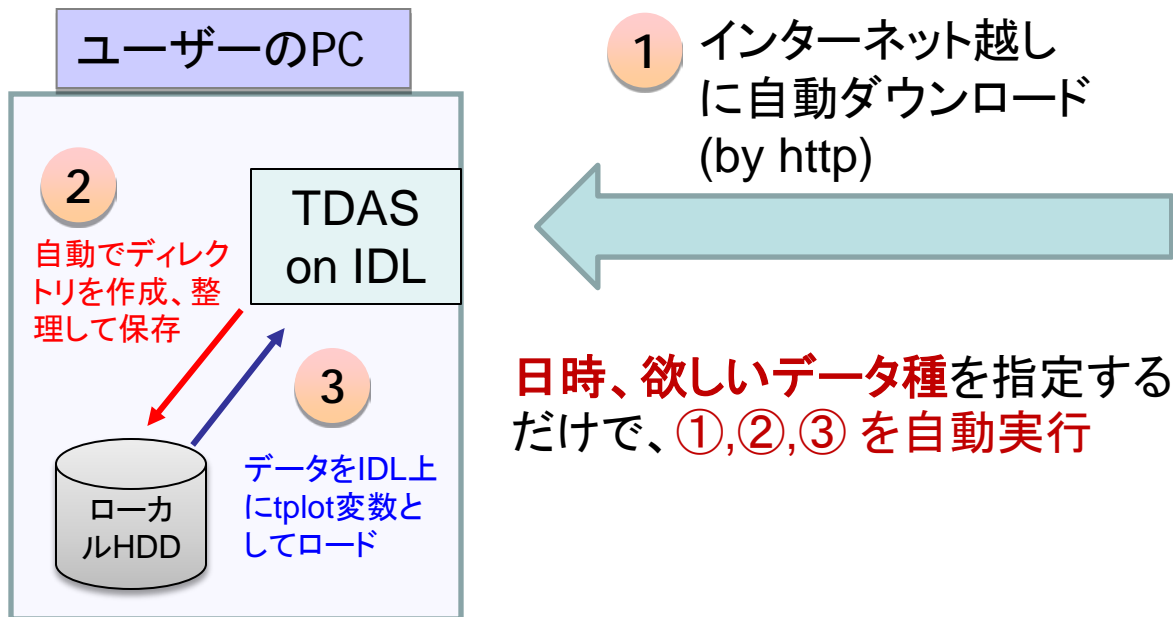 ユーザーのPC
1
インターネット越し
に自動ダウンロード
(by http)
2
自動でディレク
トリを作成、整
理して保存
TDAS
on IDL
3
データをIDL上
にtplot変数と
してロード
ローカ
ルHDD
日時、欲しいデータ種を指定する
だけで、①,②,③ を自動実行